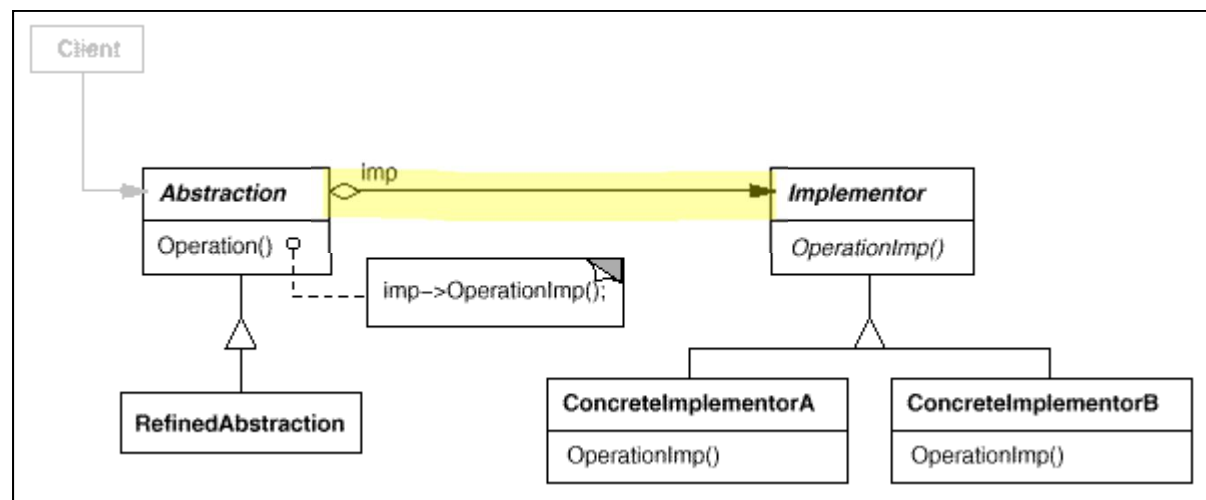 Client
imp
Abstraction
Implementor
Operation()
OperationImp()
imp->OperationImp();
RefinedAbstraction
ConcreteImplementorA
ConcreteImplementorB
OperationImp()
OperationImp()